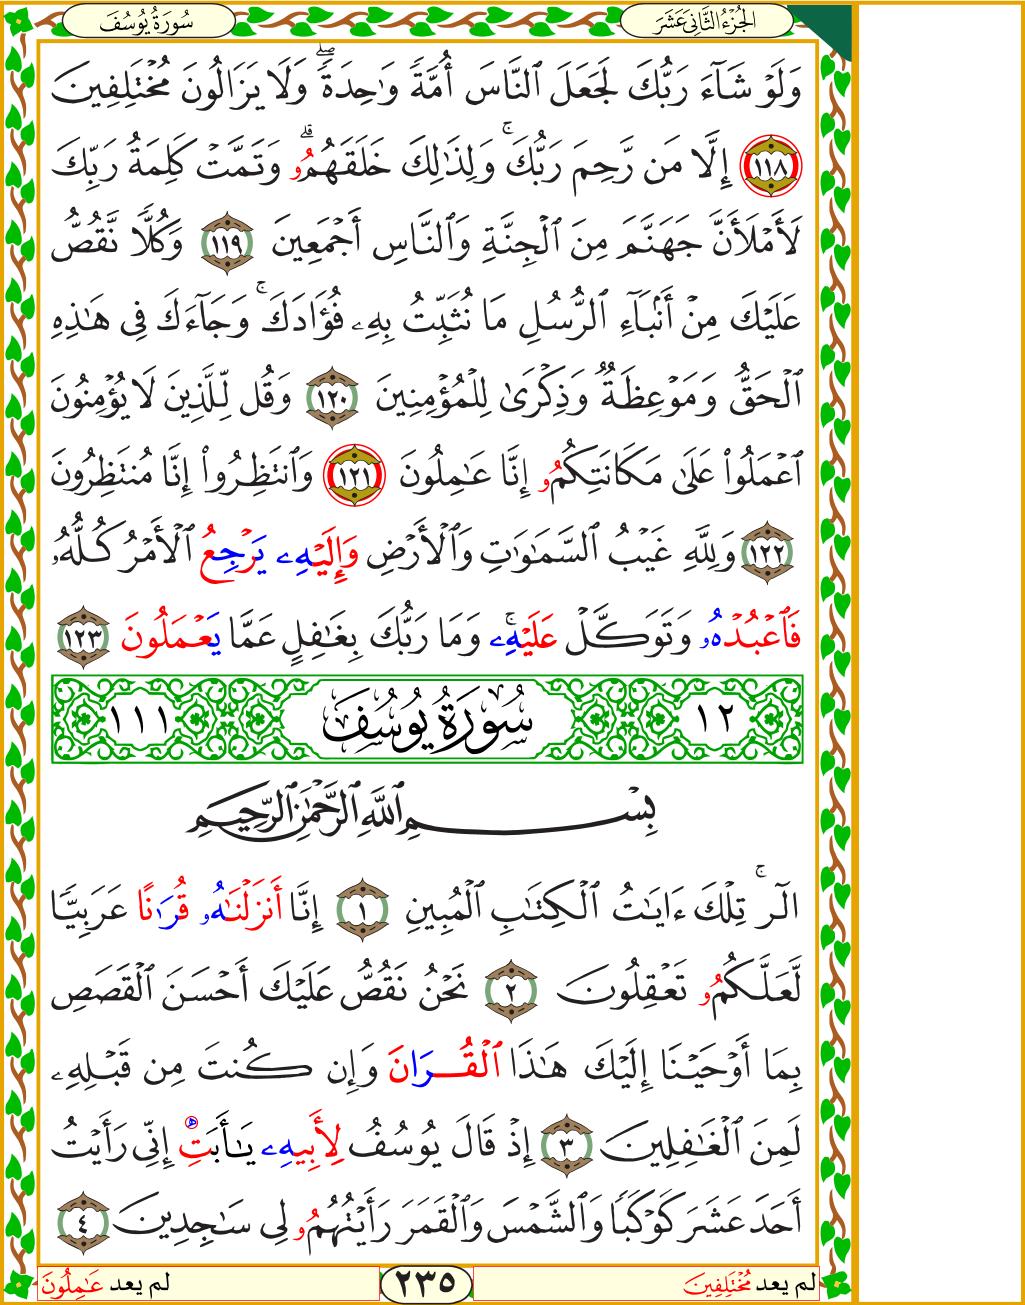 الجُزْءُ الثَّانِي عَشَرَ
سُورَةُ يُوسُفَ
وَلَوْ شَآءَ رَبُّكَ لَجَعَلَ ٱلنَّاسَ أُمَّةً وَٰحِدَةً ۖ وَلَا يَزَالُونَ مُخْتَلِفِينَ
١١٨ إِلَّا مَن رَّحِمَ رَبُّكَ ۚ وَلِذَٰلِكَ خَلَقَهُمُۥ ۗ وَتَمَّتْ كَلِمَةُ رَبِّكَ
لَأَمْلَأَنَّ جَهَنَّمَ مِنَ ٱلْجِنَّةِ وَٱلنَّاسِ أَجْمَعِينَ ١١٩ وَكُلًّا نَّقُصُّ
عَلَيْكَ مِنْ أَنۢبَآءِ ٱلرُّسُلِ مَا نُثَبِّتُ بِهِۦ فُؤَادَكَ ۚ وَجَآءَكَ فِى هَٰذِهِ
ٱلْحَقُّ وَمَوْعِظَةٌ وَذِكْرَىٰ لِلْمُؤْمِنِينَ ١٢٠ وَقُل لِّلَّذِينَ لَا يُؤْمِنُونَ
ٱعْمَلُوا۟ عَلَىٰ مَكَانَتِكُمُۥ إِنَّا عَٰمِلُونَ ١٢١ وَٱنتَظِرُوٓا۟ إِنَّا مُنتَظِرُونَ
١٢٢ وَلِلَّهِ غَيْبُ ٱلسَّمَٰوَٰتِ وَٱلْأَرْضِ وَإِلَيْهِۦ يَرْجِعُ ٱلْأَمْرُ كُلُّهُۥ
فَٱعْبُدْهُۥ وَتَوَكَّلْ عَلَيْهِۦ ۚ وَمَا رَبُّكَ بِغَٰفِلٍ عَمَّا يَعْمَلُونَ ١٢٣
١٢ سُورَةُ يُوسُفَ ١١١
بِسْمِ ٱللَّهِ ٱلرَّحْمَٰنِ ٱلرَّحِيمِ
الٓر ۚ تِلْكَ ءَايَٰتُ ٱلْكِتَٰبِ ٱلْمُبِينِ ١ إِنَّا أَنزَلْنَٰهُۥ قُرَٰنًا عَرَبِيًّا
لَّعَلَّكُمُۥ تَعْقِلُونَ ٢ نَحْنُ نَقُصُّ عَلَيْكَ أَحْسَنَ ٱلْقَصَصِ
بِمَا أَوْحَيْنَا إِلَيْكَ هَٰذَا ٱلْقُرَانَ وَإِن كُنتَ مِن قَبْلِهِۦ
لَمِنَ ٱلْغَٰفِلِينَ ٣ إِذْ قَالَ يُوسُفُ لِأَبِيهِۦ يَٰأَبَتِ إِنِّى رَأَيْتُ
أَحَدَ عَشَرَ كَوْكَبًا وَٱلشَّمْسَ وَٱلْقَمَرَ رَأَيْتُهُمُۥ لِى سَٰجِدِينَ ٤
لم يعد مُخْتَلِفِينَ
٢٣٥
لم يعد عَٰمِلُونَ